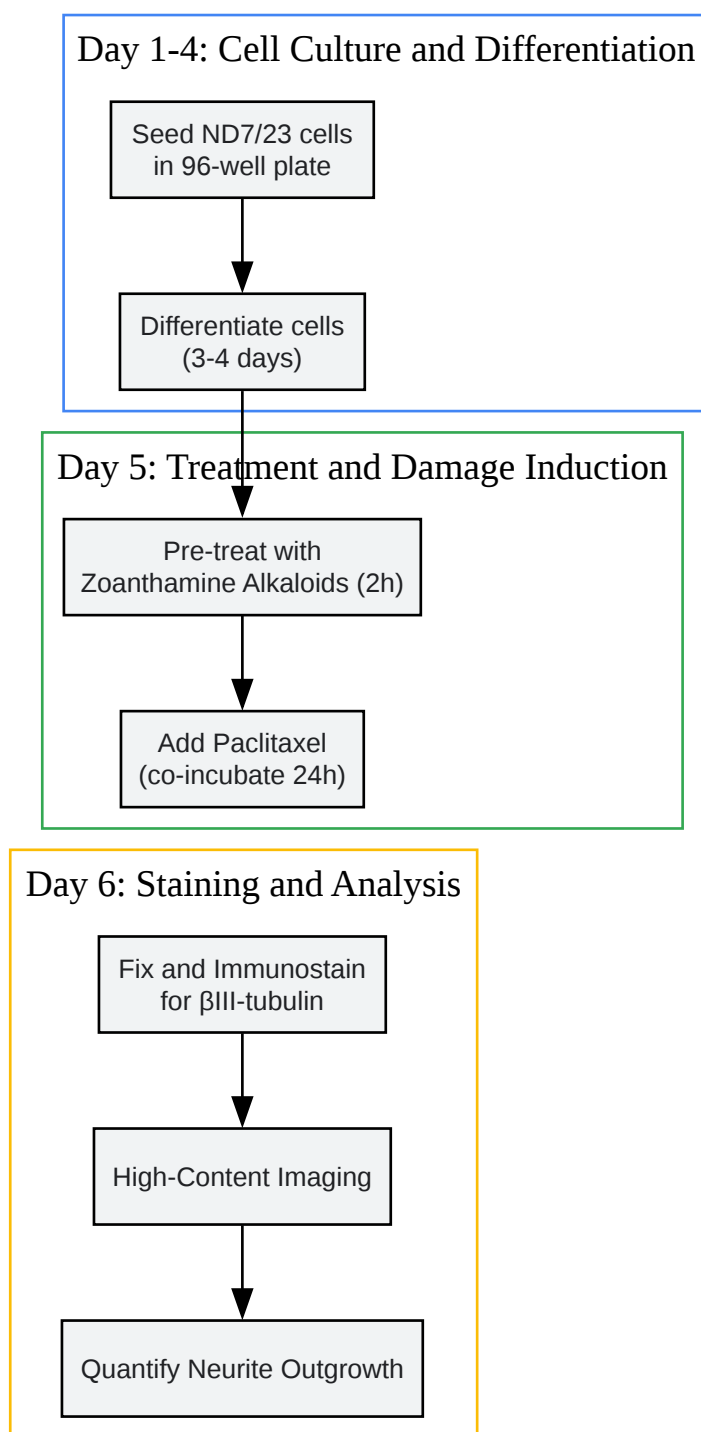 Day 1-4: Cell Culture and Differentiation
Seed ND7/23 cells
in 96-well plate
Differentiate cells
(3-4 days)
Day 5: Treatment and Damage Induction
Pre-treat with
Zoanthamine Alkaloids (2h)
Add Paclitaxel
(co-incubate 24h)
Day 6: Staining and Analysis
Fix and Immunostain
for βIII-tubulin
High-Content Imaging
Quantify Neurite Outgrowth